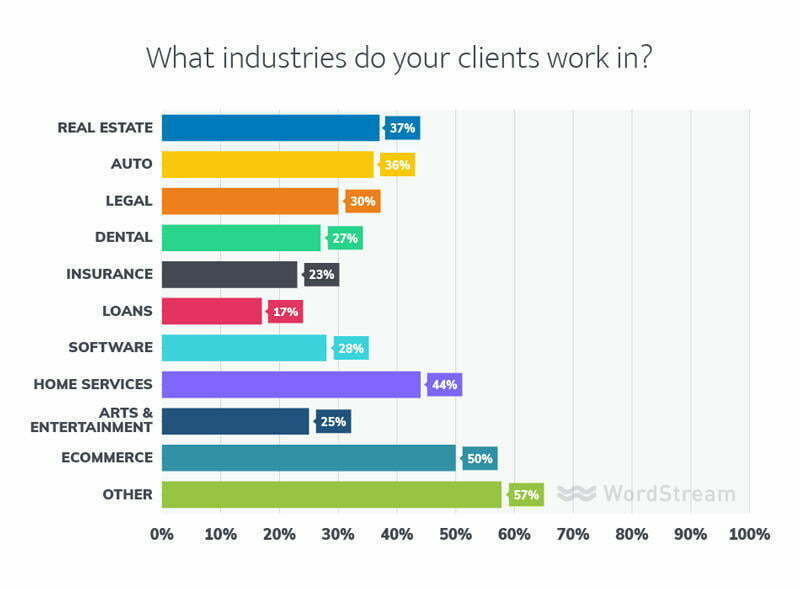 What industries do your clients work in?
REAL ESTATE
37%
AUTO
36%
LEGAL
30%
DENTAL
27%
INSURANCE
23%
LOANS
17%
SOFTWARE
28%
HOME SERVICES
44%
ARTS &
ENTERTAINMENT
25%
ECOMMERCE
50%
OTHER
57%
WordStream
0% 10% 20% 30% 40% 50% 60% 70% 80% 90% 100%